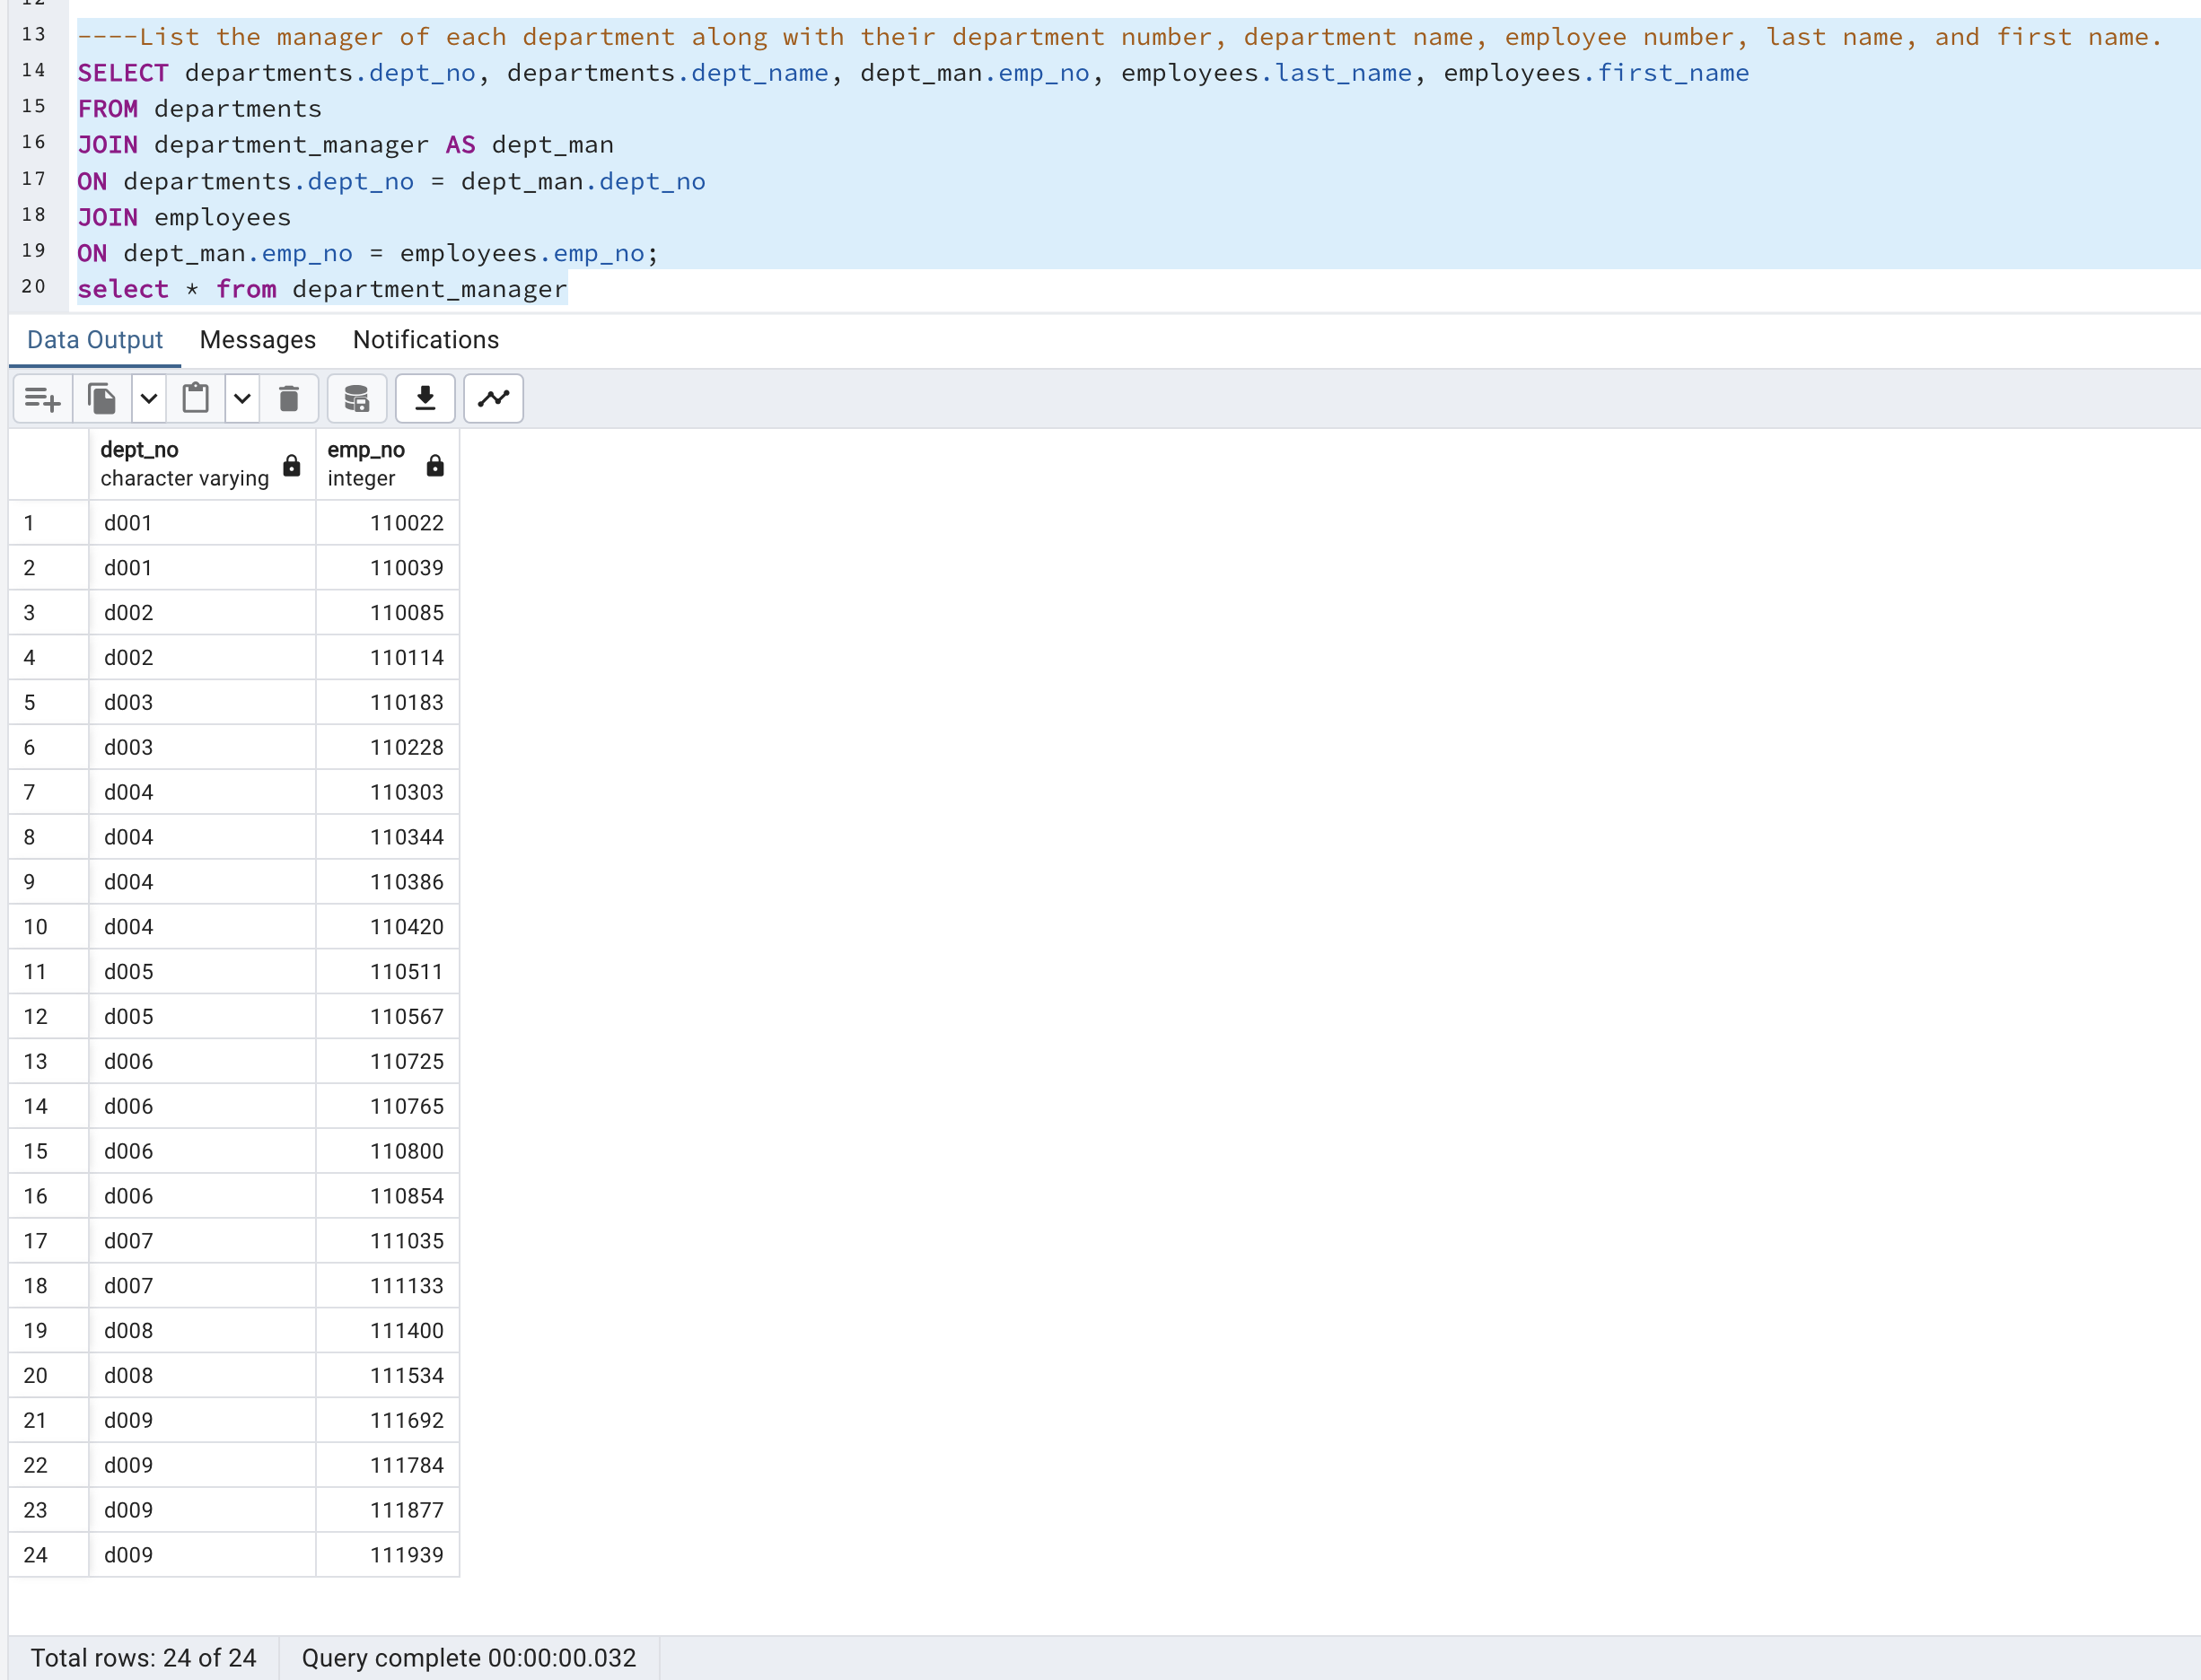 12
13 ----List the manager of each department along with their department number, department name, employee number, last name, and first name.
14 SELECT departments.dept_no, departments.dept_name, dept_man.emp_no, employees.last_name, employees.first_name
15 FROM departments
16 JOIN department_manager AS dept_man
17 ON departments.dept_no = dept_man.dept_no
18 JOIN employees
19 ON dept_man.emp_no = employees.emp_no;
20 select * from department_manager
Data Output Messages Notifications
dept_no emp_no
character varying integer
1 d001 110022
2 d001 110039
3 d002 110085
4 d002 110114
5 d003 110183
6 d003 110228
7 d004 110303
8 d004 110344
9 d004 110386
10 d004 110420
11 d005 110511
12 d005 110567
13 d006 110725
14 d006 110765
15 d006 110800
16 d006 110854
17 d007 111035
18 d007 111133
19 d008 111400
20 d008 111534
21 d009 111692
22 d009 111784
23 d009 111877
24 d009 111939
Total rows: 24 of 24 Query complete 00:00:00.032